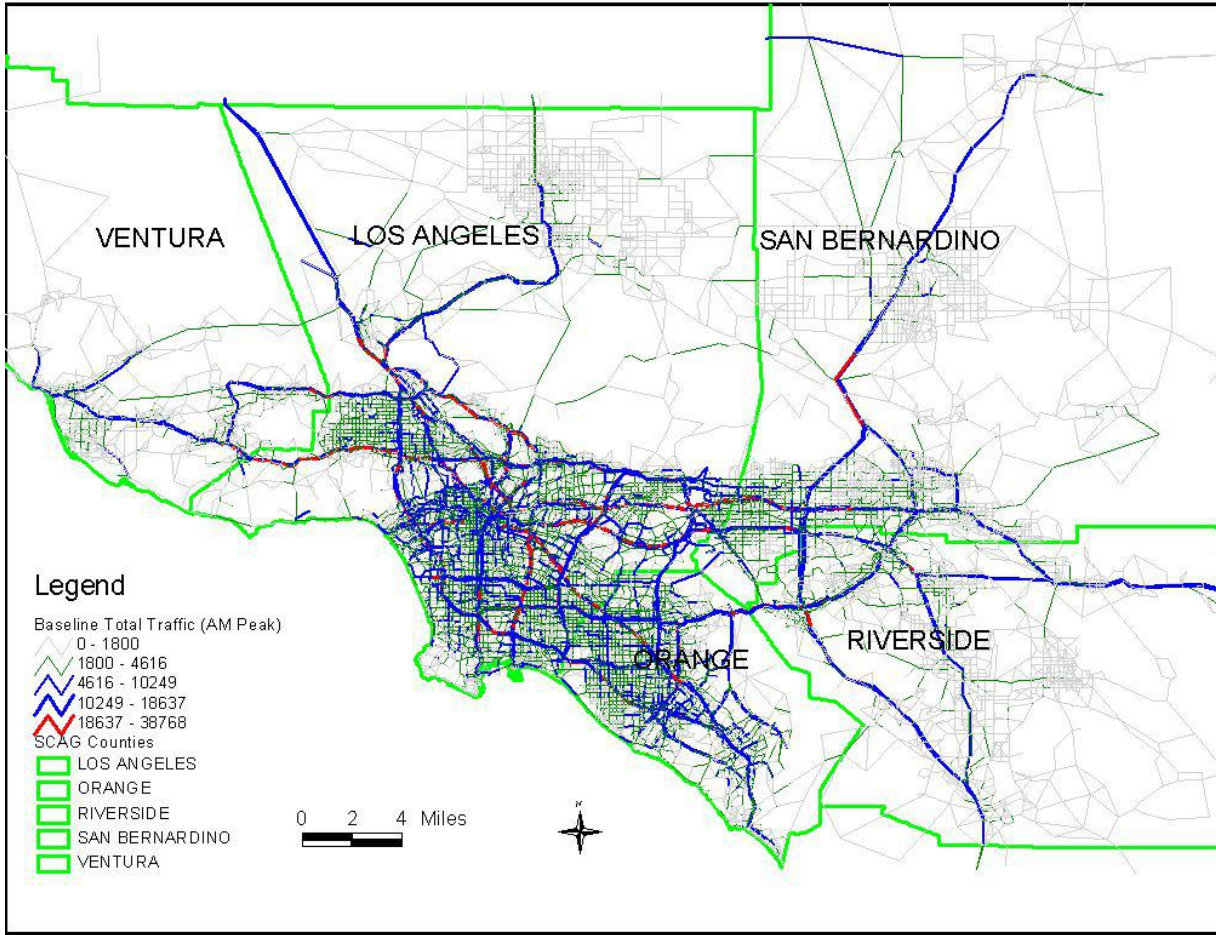 VENTURA
LOS ANGELES
SAN BERNARDINO
RIVERSIDE
ORANGE
Legend
Baseline Total Traffic (AM Peak)
0 - 1800
1800 - 4616
4616 - 10249
10249 - 18637
18637 - 38768
SCAG Counties
LOS ANGELES
ORANGE
RIVERSIDE
SAN BERNARDINO
VENTURA
0 2 4 Miles
N